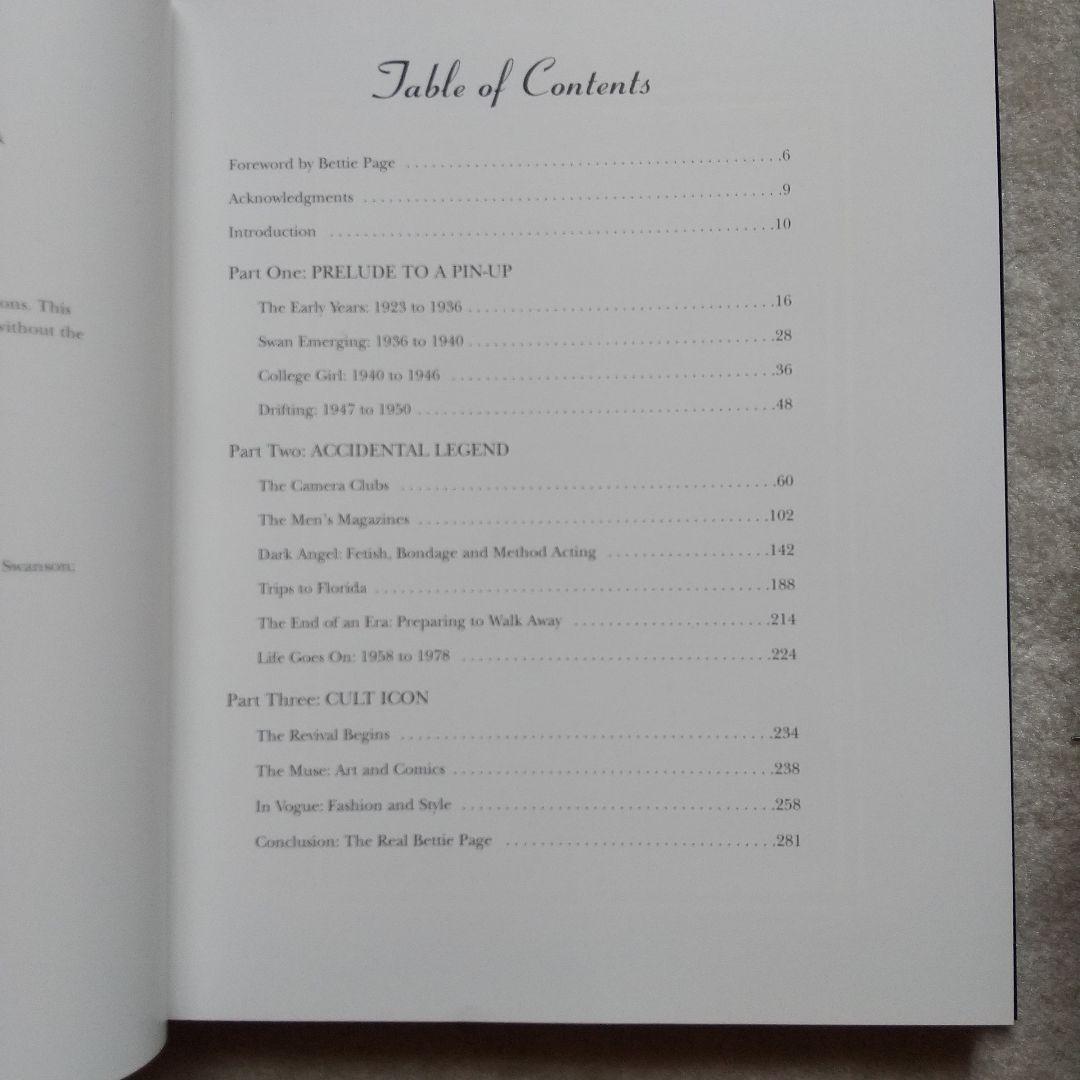 ons. This
without the
Swanson;
Table of Contents
Foreword by Bettie Page ..........6
Acknowledgments ..........9
Introduction ..........10
Part One: PRELUDE TO A PIN-UP
The Early Years: 1923 to 1936 ..........16
Swan Emerging: 1936 to 1940 ..........28
College Girl: 1940 to 1946 ..........36
Drifting: 1947 to 1950 ..........48
Part Two: ACCIDENTAL LEGEND
The Camera Clubs ..........60
The Men's Magazines ..........102
Dark Angel: Fetish, Bondage and Method Acting ..........142
Trips to Florida ..........188
The End of an Era: Preparing to Walk Away ..........214
Life Goes On: 1958 to 1978 ..........224
Part Three: CULT ICON
The Revival Begins ..........234
The Muse: Art and Comics ..........238
In Vogue: Fashion and Style ..........258
Conclusion: The Real Bettie Page ..........281